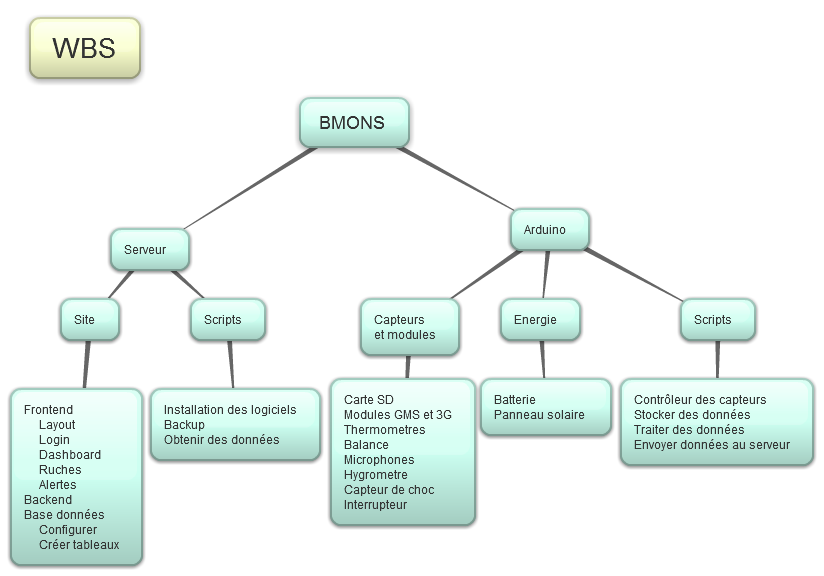 WBS
BMONS
Serveur
Arduino
Site
Scripts
Capteurs
et modules
Energie
Scripts
Frontend
Layout
Login
Dashboard
Ruches
Alertes
Backend
Base données
Configurer
Créer tableaux
Installation des logiciels
Backup
Obtenir des données
Carte SD
Modules GMS et 3G
Thermometres
Balance
Microphones
Hygrometre
Capteur de choc
Interrupteur
Batterie
Panneau solaire
Contrôleur des capteurs
Stocker des données
Traiter des données
Envoyer données au serveur